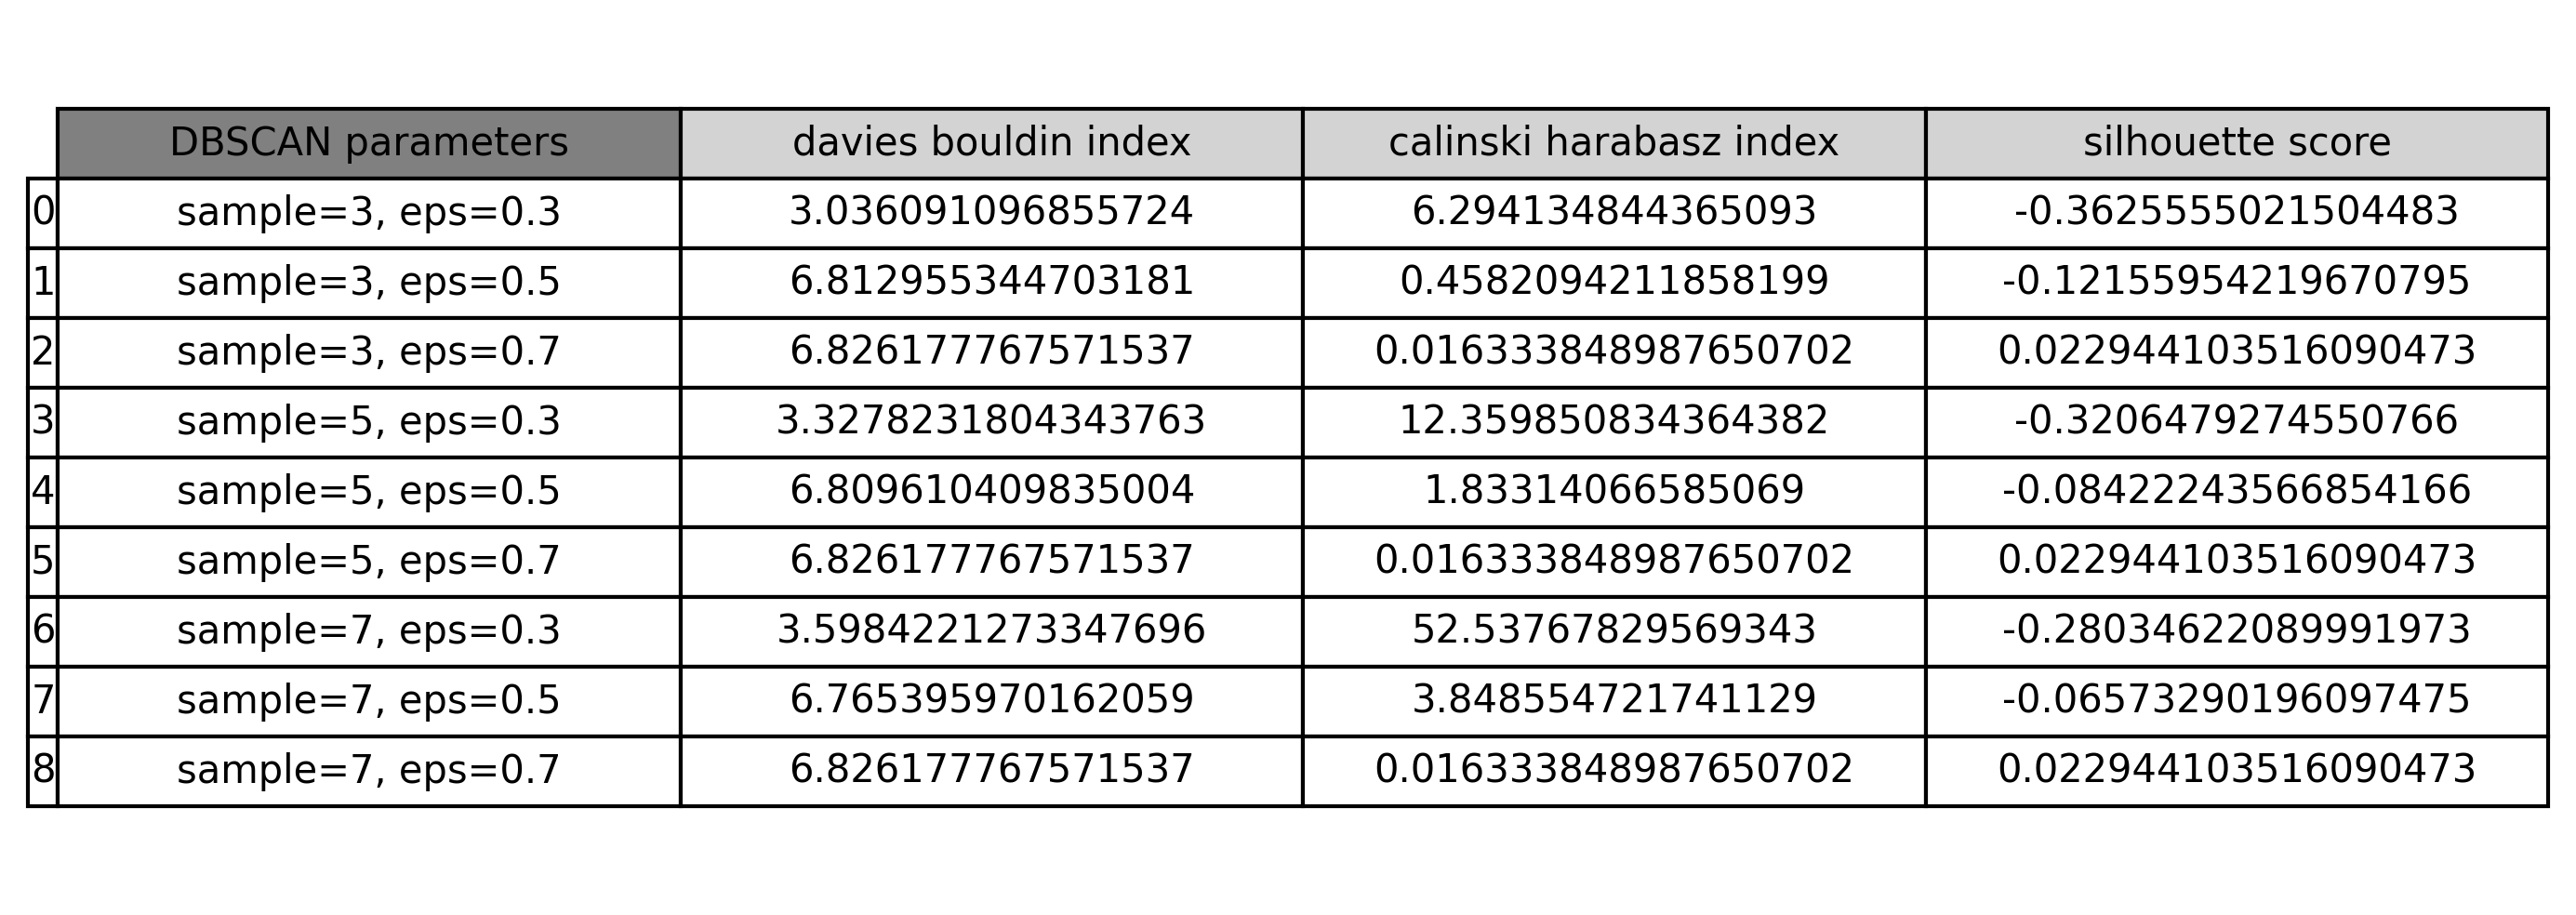 DBSCAN parameters davies bouldin index calinski harabasz index silhouette score
0 sample=3, eps=0.3 3.036091096855724 6.294134844365093 -0.3625555021504483
1 sample=3, eps=0.5 6.812955344703181 0.4582094211858199 -0.12155954219670795
2 sample=3, eps=0.7 6.826177767571537 0.016333848987650702 0.022944103516090473
3 sample=5, eps=0.3 3.3278231804343763 12.359850834364382 -0.3206479274550766
4 sample=5, eps=0.5 6.809610409835004 1.83314066585069 -0.08422243566854166
5 sample=5, eps=0.7 6.826177767571537 0.016333848987650702 0.022944103516090473
6 sample=7, eps=0.3 3.5984221273347696 52.53767829569343 -0.28034622089991973
7 sample=7, eps=0.5 6.765395970162059 3.848554721741129 -0.06573290196097475
8 sample=7, eps=0.7 6.826177767571537 0.016333848987650702 0.022944103516090473